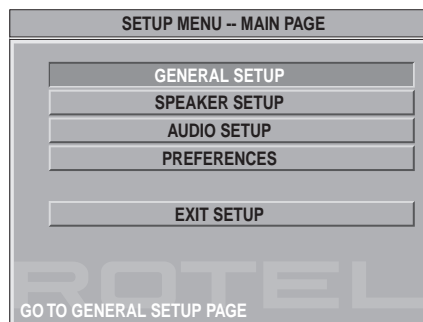 SETUP MENU -- MAIN PAGE
GENERAL SETUP
SPEAKER SETUP
AUDIO SETUP
PREFERENCES
EXIT SETUP
ROTEL
GO TO GENERAL SETUP PAGE